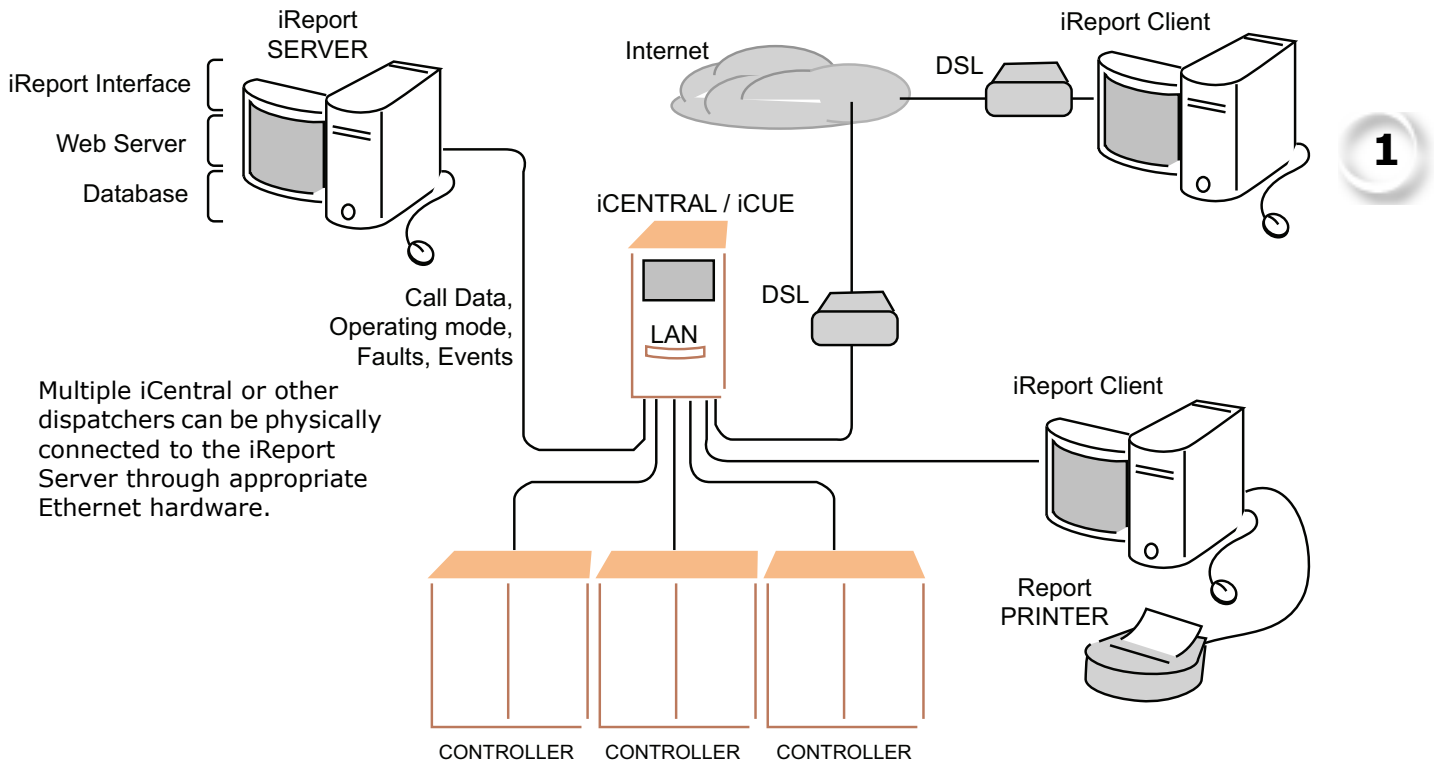 iReport
SERVER
iReport Interface
Web Server
Database
Internet
DSL
iReport Client
1
iCENTRAL / iCUE
LAN
DSL
Call Data,
Operating mode,
Faults, Events
Multiple iCentral or other
dispatchers can be physically
connected to the iReport
Server through appropriate
Ethernet hardware.
iReport Client
Report
PRINTER
CONTROLLER
CONTROLLER
CONTROLLER